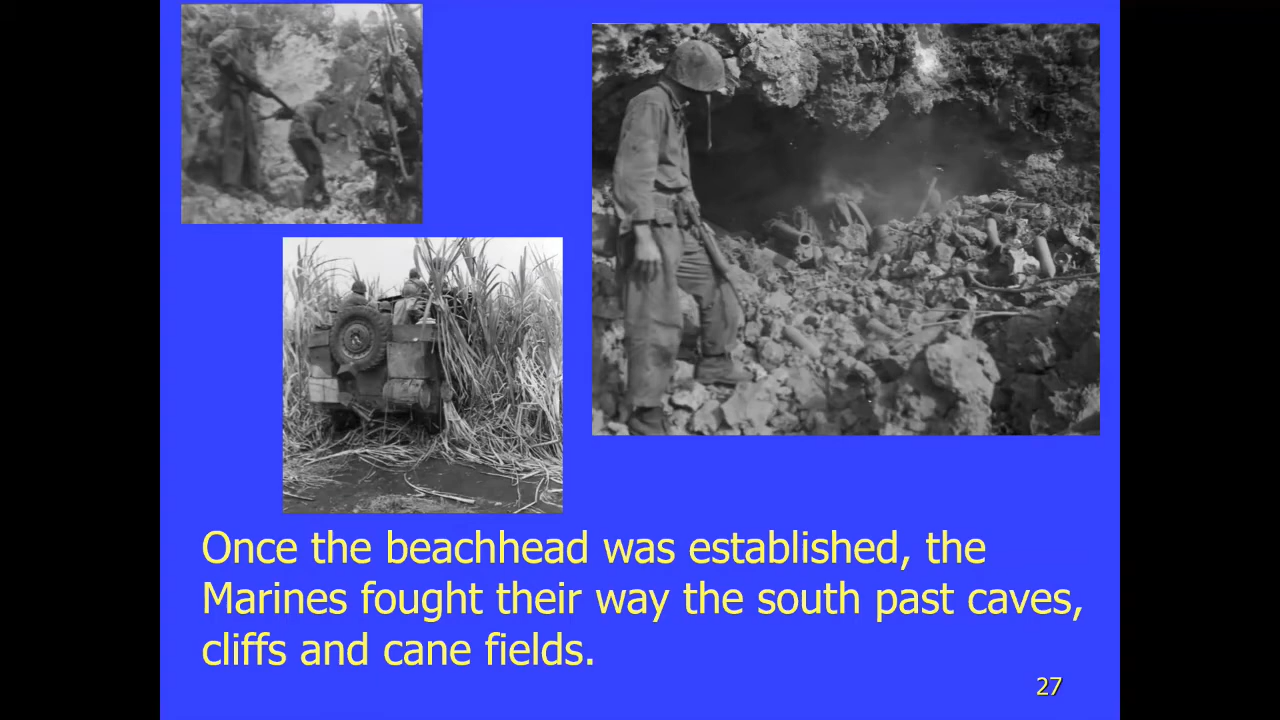 Once the beachhead was established, the
Marines fought their way the south past caves,
cliffs and cane fields.
27